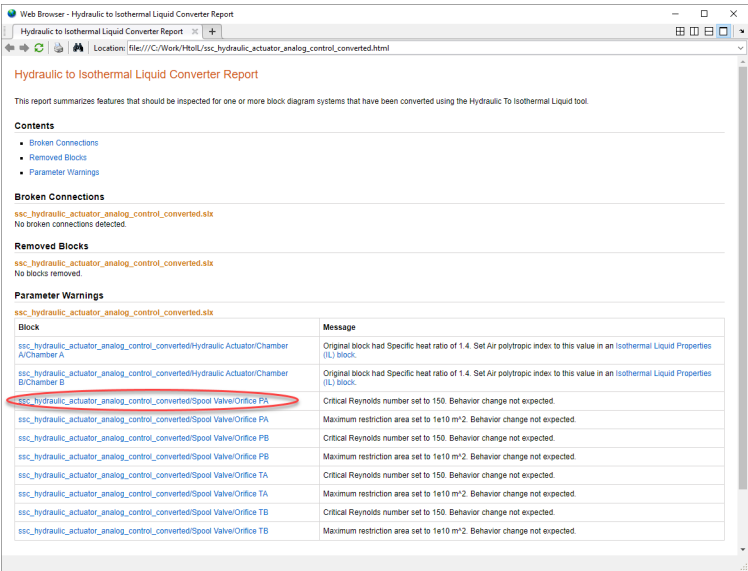 Web Browser - Hydraulic to Isothermal Liquid Converter Report
Hydraulic to Isothermal Liquid Converter Report
Location: file:///C:/Work/HtoIL/ssc_hydraulic_actuator_analog_control_converted.html
Hydraulic to Isothermal Liquid Converter Report
This report summarizes features that should be inspected for one or more block diagram systems that have been converted using the Hydraulic To Isothermal Liquid tool.
Contents
Broken Connections
Removed Blocks
Parameter Warnings
Broken Connections
ssc_hydraulic_actuator_analog_control_converted.slx
No broken connections detected.
Removed Blocks
ssc_hydraulic_actuator_analog_control_converted.slx
No blocks removed.
Parameter Warnings
ssc_hydraulic_actuator_analog_control_converted.slx
Block Message
ssc_hydraulic_actuator_analog_control_converted/Hydraulic Actuator/Chamber Original block had Specific heat ratio of 1.4. Set Air polytropic index to this value in an Isothermal Liquid Properties
A/Chamber A (IL) block.
ssc_hydraulic_actuator_analog_control_converted/Hydraulic Actuator/Chamber Original block had Specific heat ratio of 1.4. Set Air polytropic index to this value in an Isothermal Liquid Properties
B/Chamber B (IL) block.
ssc_hydraulic_actuator_analog_control_converted/Spool Valve/Orifice PA Critical Reynolds number set to 150. Behavior change not expected.
ssc_hydraulic_actuator_analog_control_converted/Spool Valve/Orifice PA Maximum restriction area set to 1e10 m^2. Behavior change not expected.
ssc_hydraulic_actuator_analog_control_converted/Spool Valve/Orifice PB Critical Reynolds number set to 150. Behavior change not expected.
ssc_hydraulic_actuator_analog_control_converted/Spool Valve/Orifice PB Maximum restriction area set to 1e10 m^2. Behavior change not expected.
ssc_hydraulic_actuator_analog_control_converted/Spool Valve/Orifice TA Critical Reynolds number set to 150. Behavior change not expected.
ssc_hydraulic_actuator_analog_control_converted/Spool Valve/Orifice TA Maximum restriction area set to 1e10 m^2. Behavior change not expected.
ssc_hydraulic_actuator_analog_control_converted/Spool Valve/Orifice TB Critical Reynolds number set to 150. Behavior change not expected.
ssc_hydraulic_actuator_analog_control_converted/Spool Valve/Orifice TB Maximum restriction area set to 1e10 m^2. Behavior change not expected.